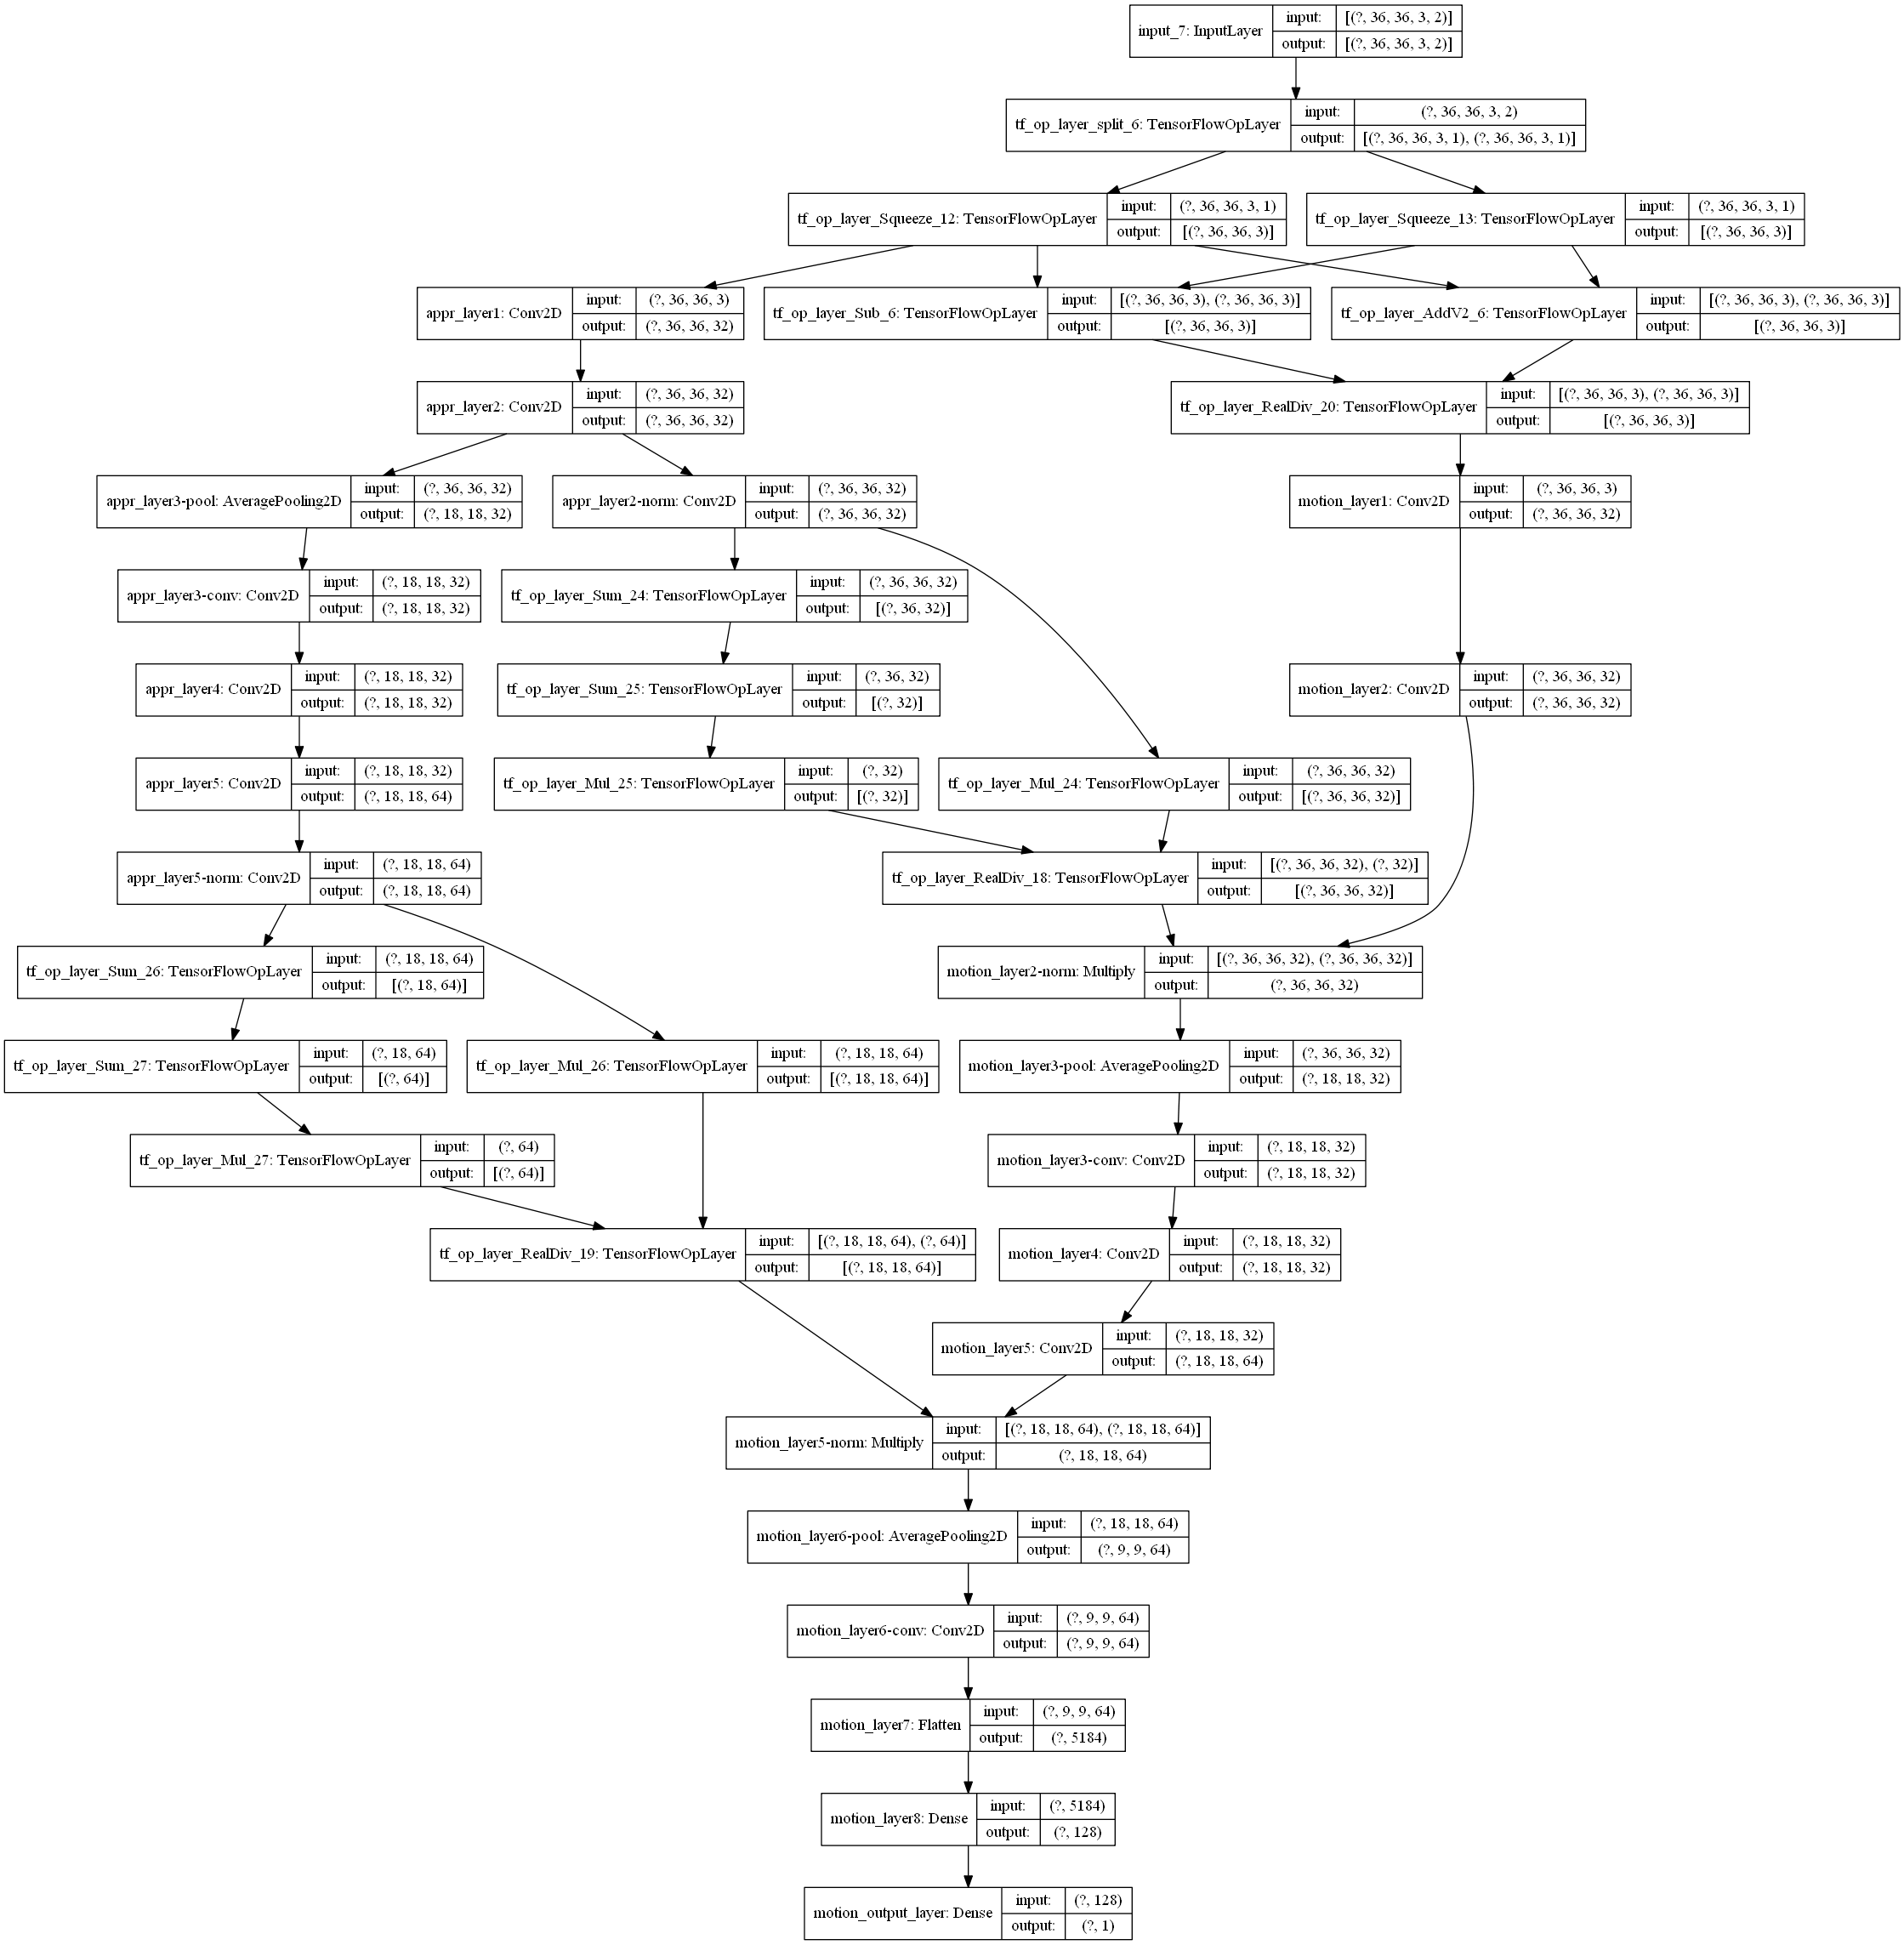 input_7: InputLayer
input: [(?, 36, 36, 3, 2)]
output: [(?, 36, 36, 3, 2)]
tf_op_layer_split_6: TensorFlowOpLayer
input: (?, 36, 36, 3, 2)
output: [(?, 36, 36, 3, 1), (?, 36, 36, 3, 1)]
tf_op_layer_Squeeze_12: TensorFlowOpLayer
input: (?, 36, 36, 3, 1)
output: [(?, 36, 36, 3)]
tf_op_layer_Squeeze_13: TensorFlowOpLayer
input: (?, 36, 36, 3, 1)
output: [(?, 36, 36, 3)]
appr_layer1: Conv2D
input: (?, 36, 36, 3)
output: (?, 36, 36, 32)
tf_op_layer_Sub_6: TensorFlowOpLayer
input: [(?, 36, 36, 3), (?, 36, 36, 3)]
output: [(?, 36, 36, 3)]
tf_op_layer_AddV2_6: TensorFlowOpLayer
input: [(?, 36, 36, 3), (?, 36, 36, 3)]
output: [(?, 36, 36, 3)]
appr_layer2: Conv2D
input: (?, 36, 36, 32)
output: (?, 36, 36, 32)
tf_op_layer_RealDiv_20: TensorFlowOpLayer
input: [(?, 36, 36, 3), (?, 36, 36, 3)]
output: [(?, 36, 36, 3)]
appr_layer3-pool: AveragePooling2D
input: (?, 36, 36, 32)
output: (?, 18, 18, 32)
appr_layer2-norm: Conv2D
input: (?, 36, 36, 32)
output: (?, 36, 36, 32)
motion_layer1: Conv2D
input: (?, 36, 36, 3)
output: (?, 36, 36, 32)
appr_layer3-conv: Conv2D
input: (?, 18, 18, 32)
output: (?, 18, 18, 32)
tf_op_layer_Sum_24: TensorFlowOpLayer
input: (?, 36, 36, 32)
output: [(?, 36, 32)]
appr_layer4: Conv2D
input: (?, 18, 18, 32)
output: (?, 18, 18, 32)
tf_op_layer_Sum_25: TensorFlowOpLayer
input: (?, 36, 32)
output: [(?, 32)]
motion_layer2: Conv2D
input: (?, 36, 36, 32)
output: (?, 36, 36, 32)
appr_layer5: Conv2D
input: (?, 18, 18, 32)
output: (?, 18, 18, 64)
tf_op_layer_Mul_25: TensorFlowOpLayer
input: (?, 32)
output: [(?, 32)]
tf_op_layer_Mul_24: TensorFlowOpLayer
input: (?, 36, 36, 32)
output: [(?, 36, 36, 32)]
appr_layer5-norm: Conv2D
input: (?, 18, 18, 64)
output: (?, 18, 18, 64)
tf_op_layer_RealDiv_18: TensorFlowOpLayer
input: [(?, 36, 36, 32), (?, 32)]
output: [(?, 36, 36, 32)]
tf_op_layer_Sum_26: TensorFlowOpLayer
input: (?, 18, 18, 64)
output: [(?, 18, 64)]
motion_layer2-norm: Multiply
input: [(?, 36, 36, 32), (?, 36, 36, 32)]
output: (?, 36, 36, 32)
tf_op_layer_Sum_27: TensorFlowOpLayer
input: (?, 18, 64)
output: [(?, 64)]
tf_op_layer_Mul_26: TensorFlowOpLayer
input: (?, 18, 18, 64)
output: [(?, 18, 18, 64)]
motion_layer3-pool: AveragePooling2D
input: (?, 36, 36, 32)
output: (?, 18, 18, 32)
tf_op_layer_Mul_27: TensorFlowOpLayer
input: (?, 64)
output: [(?, 64)]
motion_layer3-conv: Conv2D
input: (?, 18, 18, 32)
output: (?, 18, 18, 32)
tf_op_layer_RealDiv_19: TensorFlowOpLayer
input: [(?, 18, 18, 64), (?, 64)]
output: [(?, 18, 18, 64)]
motion_layer4: Conv2D
input: (?, 18, 18, 32)
output: (?, 18, 18, 32)
motion_layer5: Conv2D
input: (?, 18, 18, 32)
output: (?, 18, 18, 64)
motion_layer5-norm: Multiply
input: [(?, 18, 18, 64), (?, 18, 18, 64)]
output: (?, 18, 18, 64)
motion_layer6-pool: AveragePooling2D
input: (?, 18, 18, 64)
output: (?, 9, 9, 64)
motion_layer6-conv: Conv2D
input: (?, 9, 9, 64)
output: (?, 9, 9, 64)
motion_layer7: Flatten
input: (?, 9, 9, 64)
output: (?, 5184)
motion_layer8: Dense
input: (?, 5184)
output: (?, 128)
motion_output_layer: Dense
input: (?, 128)
output: (?, 1)